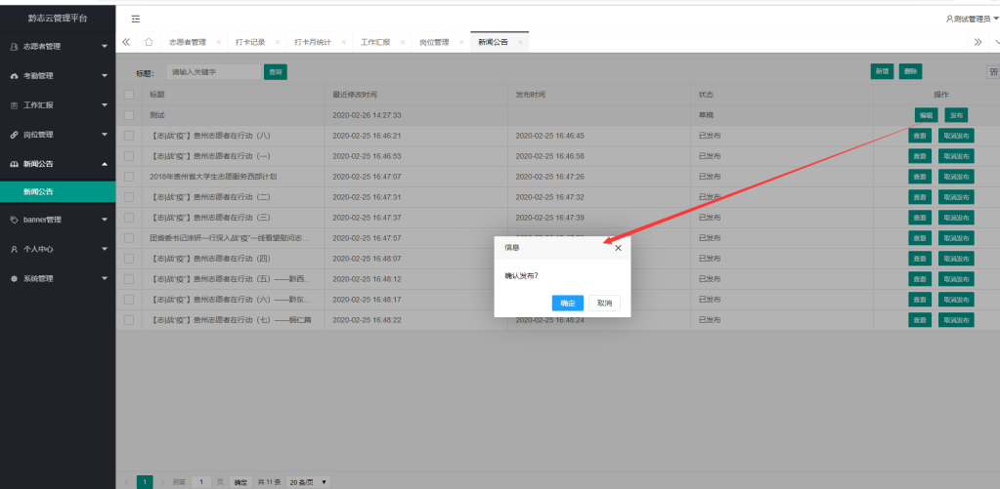 黔志云管理平台
测试管理员
志愿者管理
考勤管理
工作汇报
岗位管理
新闻公告
新闻公告
banner管理
个人中心
系统管理
志愿者管理 × 打卡记录 × 打卡月统计 × 工作汇报 × 岗位管理 × 新闻公告 ×
标题: 请输入关键字 查询 新增 删除
标题 最近修改时间 发布时间 状态 操作
测试 2020-02-26 14:27:33 草稿 编辑 发布
【志|战“疫”】贵州志愿者在行动（八） 2020-02-25 16:46:21 2020-02-25 16:46:45 已发布 查看 取消发布
【志|战“疫”】贵州志愿者在行动（一） 2020-02-25 16:46:53 2020-02-25 16:46:58 已发布 查看 取消发布
2018年贵州省大学生志愿服务西部计划 2020-02-25 16:47:07 2020-02-25 16:47:26 已发布 查看 取消发布
【志|战“疫”】贵州志愿者在行动（二） 2020-02-25 16:47:31 2020-02-25 16:47:32 已发布 查看 取消发布
【志|战“疫”】贵州志愿者在行动（三） 2020-02-25 16:47:37 2020-02-25 16:47:39 已发布 查看 取消发布
团省委书记涂妍一行深入战“疫”一线看望慰问志... 2020-02-25 16:47:57 已发布 查看 取消发布
【志|战“疫”】贵州志愿者在行动（四） 2020-02-25 16:48:07 已发布 查看 取消发布
【志|战“疫”】贵州志愿者在行动（五）——黔西... 2020-02-25 16:48:12 已发布 查看 取消发布
【志|战“疫”】贵州志愿者在行动（六）——黔东... 2020-02-25 16:48:17 已发布 查看 取消发布
【志|战“疫”】贵州志愿者在行动（七）——铜仁篇 2020-02-25 16:48:22 2020-02-25 16:48:24 已发布 查看 取消发布
信息
确认发布？
确定 取消
1 到第 1 页 确定 共 11 条 20 条/页